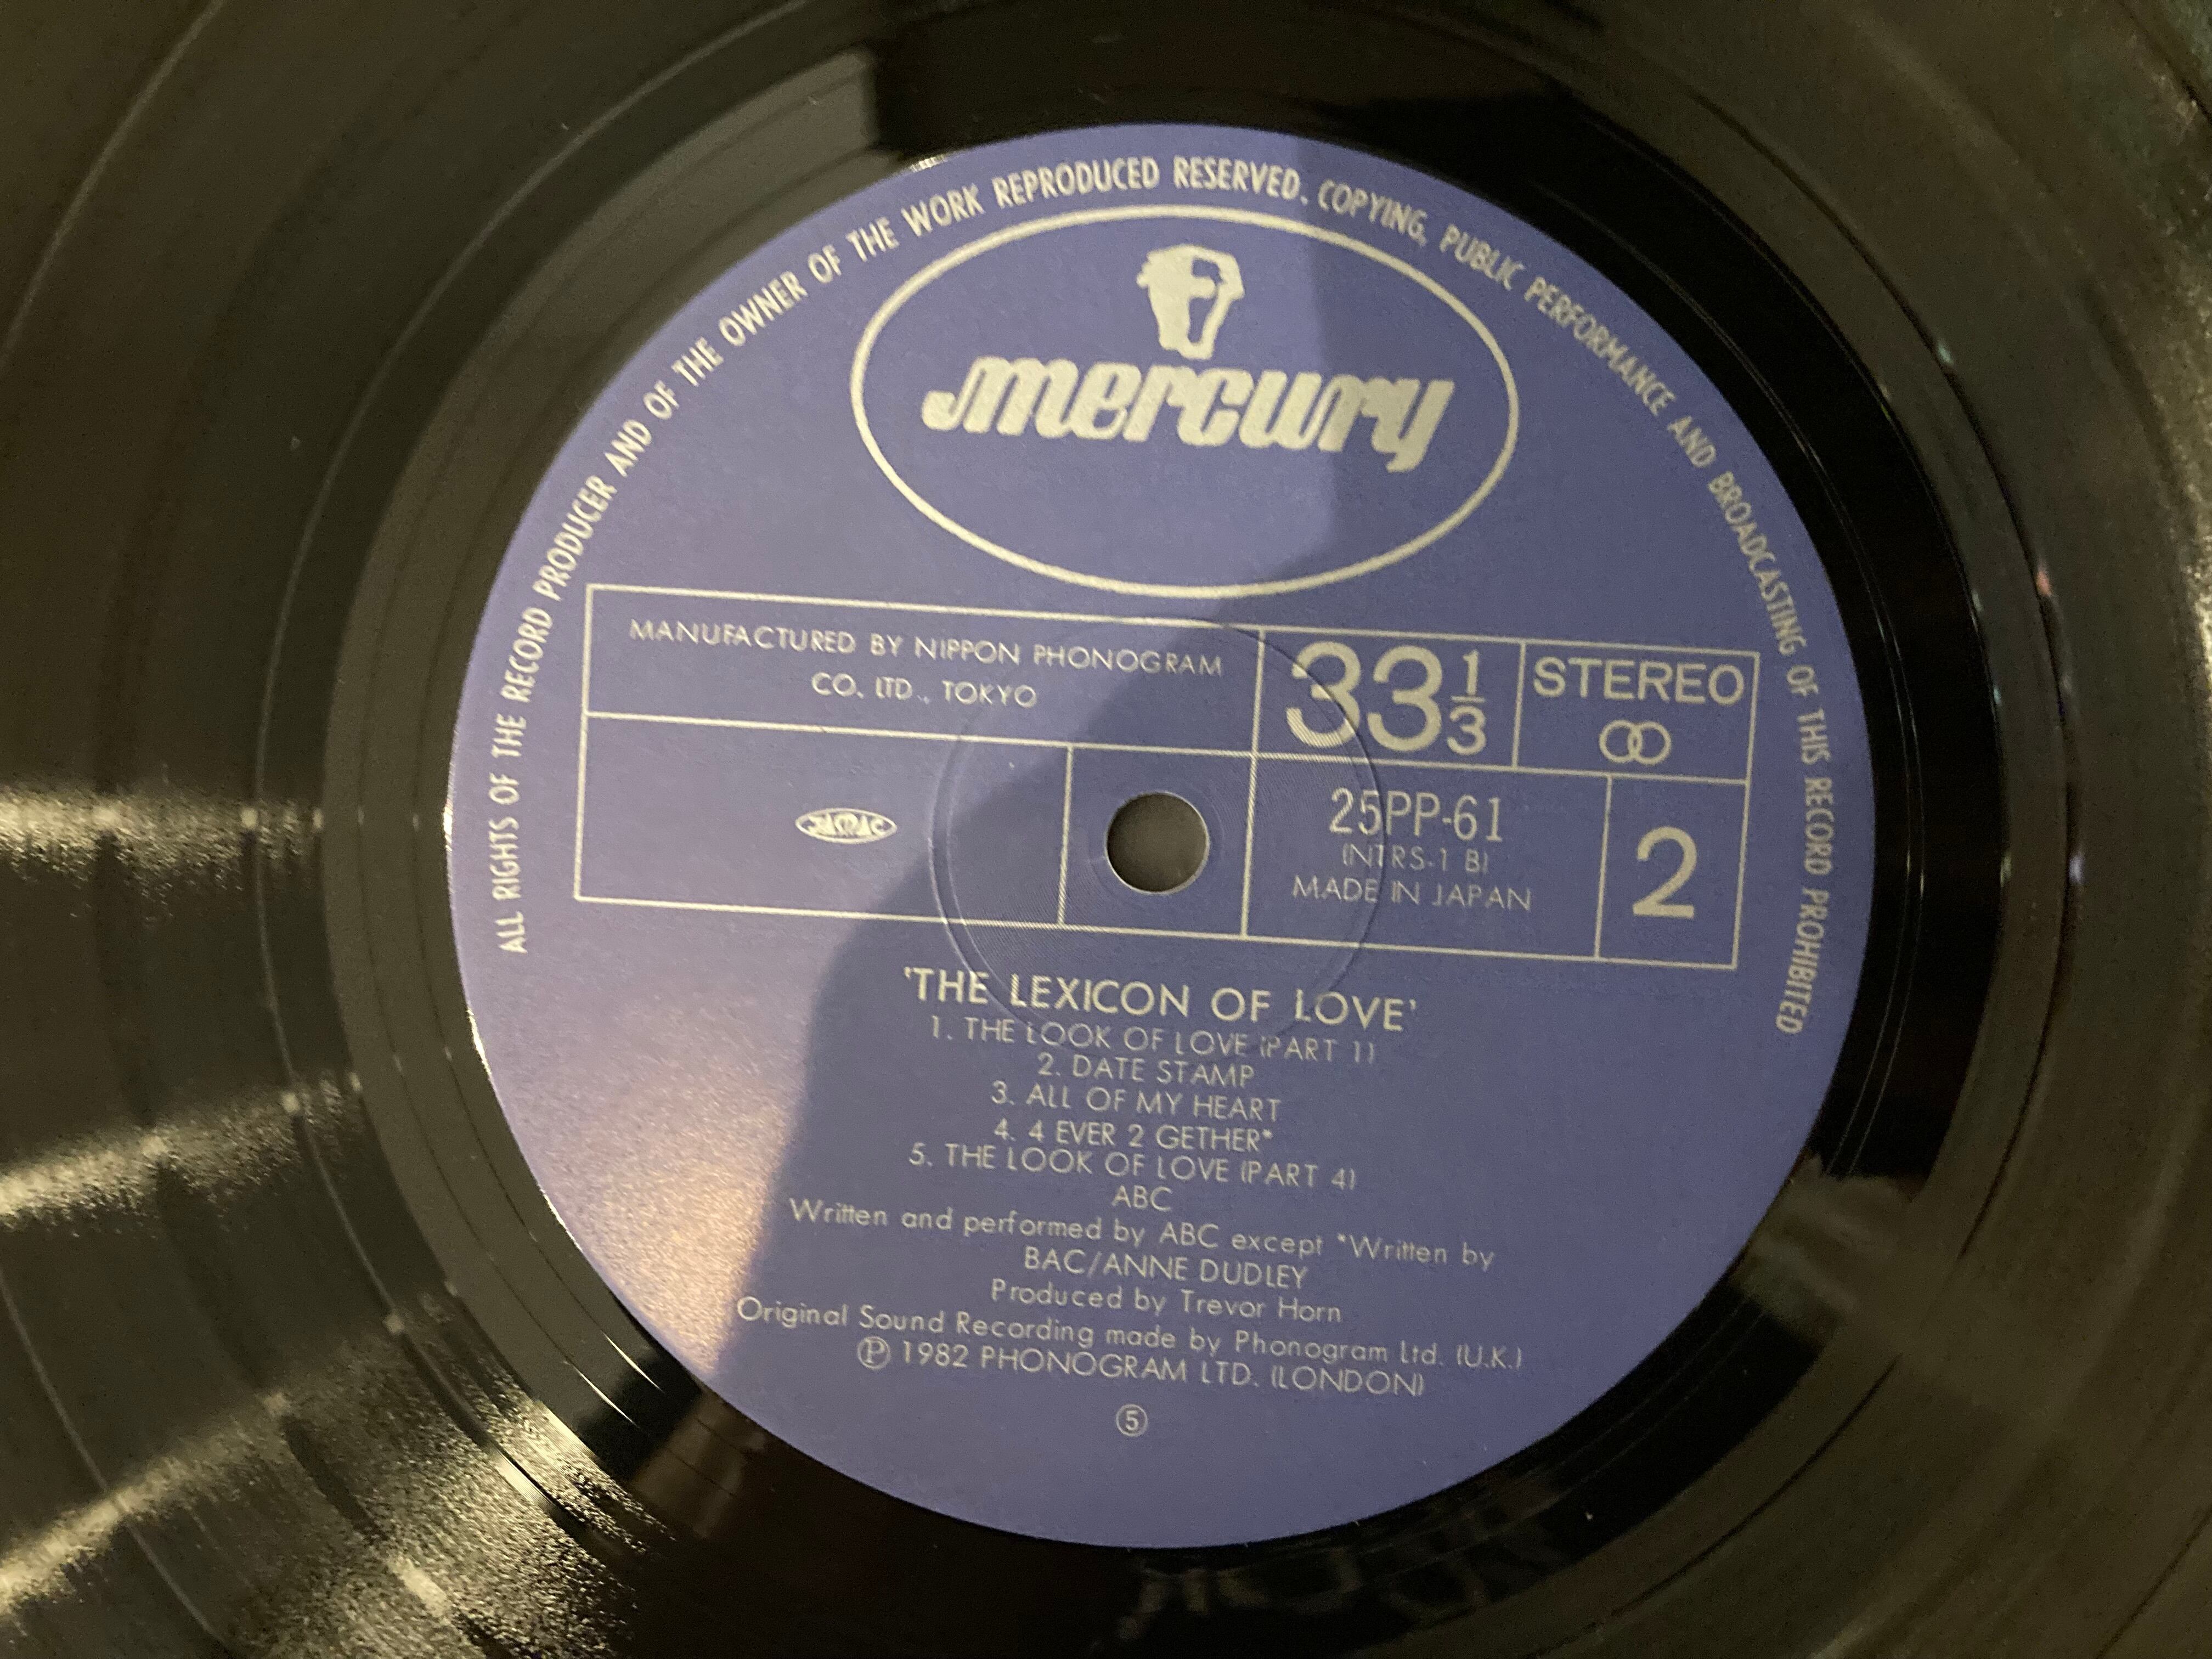 ALL RIGHTS OF THE RECORD PRODUCER AND OF THE OWNER OF THE WORK REPRODUCED RESERVED. COPYING, PUBLIC PERFORMANCE AND BROADCASTING OF THIS RECORD PROHIBITED
mercury
MANUFACTURED BY NIPPON PHONOGRAM
CO. LTD., TOKYO
33 1/3
STEREO
JASRAC
25PP-61
(NTRS-1 B)
MADE IN JAPAN
2
'THE LEXICON OF LOVE'
1. THE LOOK OF LOVE (PART 1)
2. DATE STAMP
3. ALL OF MY HEART
4. 4 EVER 2 GETHER*
5. THE LOOK OF LOVE (PART 4)
ABC
Written and performed by ABC except *Written by
BAC/ANNE DUDLEY
Produced by Trevor Horn
Original Sound Recording made by Phonogram Ltd. (U.K.)
Ⓟ 1982 PHONOGRAM LTD. (LONDON)
⑤